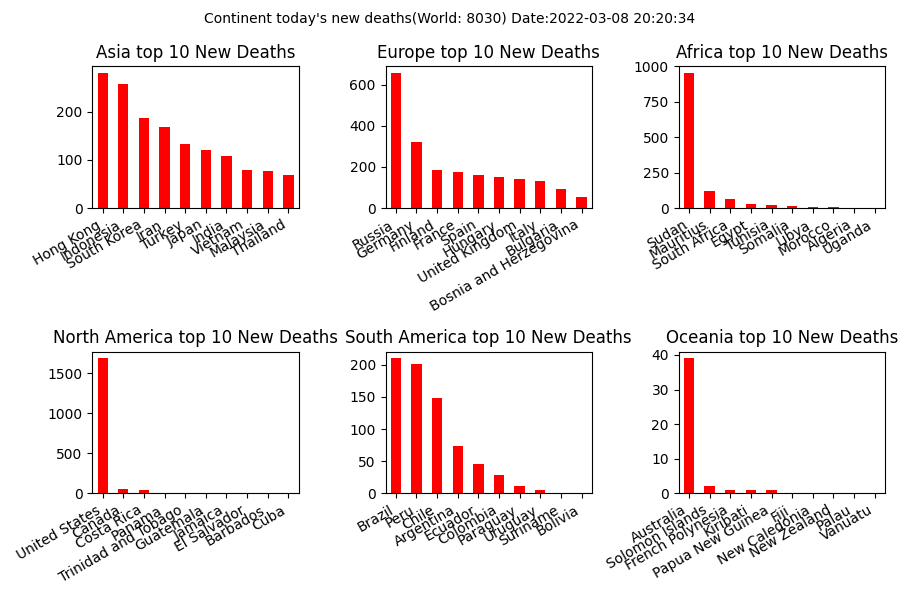 Continent today's new deaths(World: 8030) Date:2022-03-08 20:20:34
Asia top 10 New Deaths
200
100
0
Hong Kong
Indonesia
South Korea
Iran
Turkey
Japan
India
Vietnam
Malaysia
Thailand
Europe top 10 New Deaths
600
400
200
0
Russia
Germany
Finland
France
Spain
Hungary
United Kingdom
Italy
Bulgaria
Bosnia and Herzegovina
Africa top 10 New Deaths
1000
750
500
250
0
Sudan
Mauritius
South Africa
Egypt
Tunisia
Somalia
Libya
Morocco
Algeria
Uganda
North America top 10 New Deaths
1500
1000
500
0
United States
Canada
Costa Rica
Panama
Trinidad and Tobago
Guatemala
Jamaica
El Salvador
Barbados
Cuba
South America top 10 New Deaths
200
150
100
50
0
Brazil
Peru
Chile
Argentina
Ecuador
Colombia
Paraguay
Uruguay
Suriname
Bolivia
Oceania top 10 New Deaths
40
30
20
10
0
Australia
Solomon Islands
French Polynesia
Kiribati
Papua New Guinea
Fiji
New Caledonia
New Zealand
Palau
Vanuatu